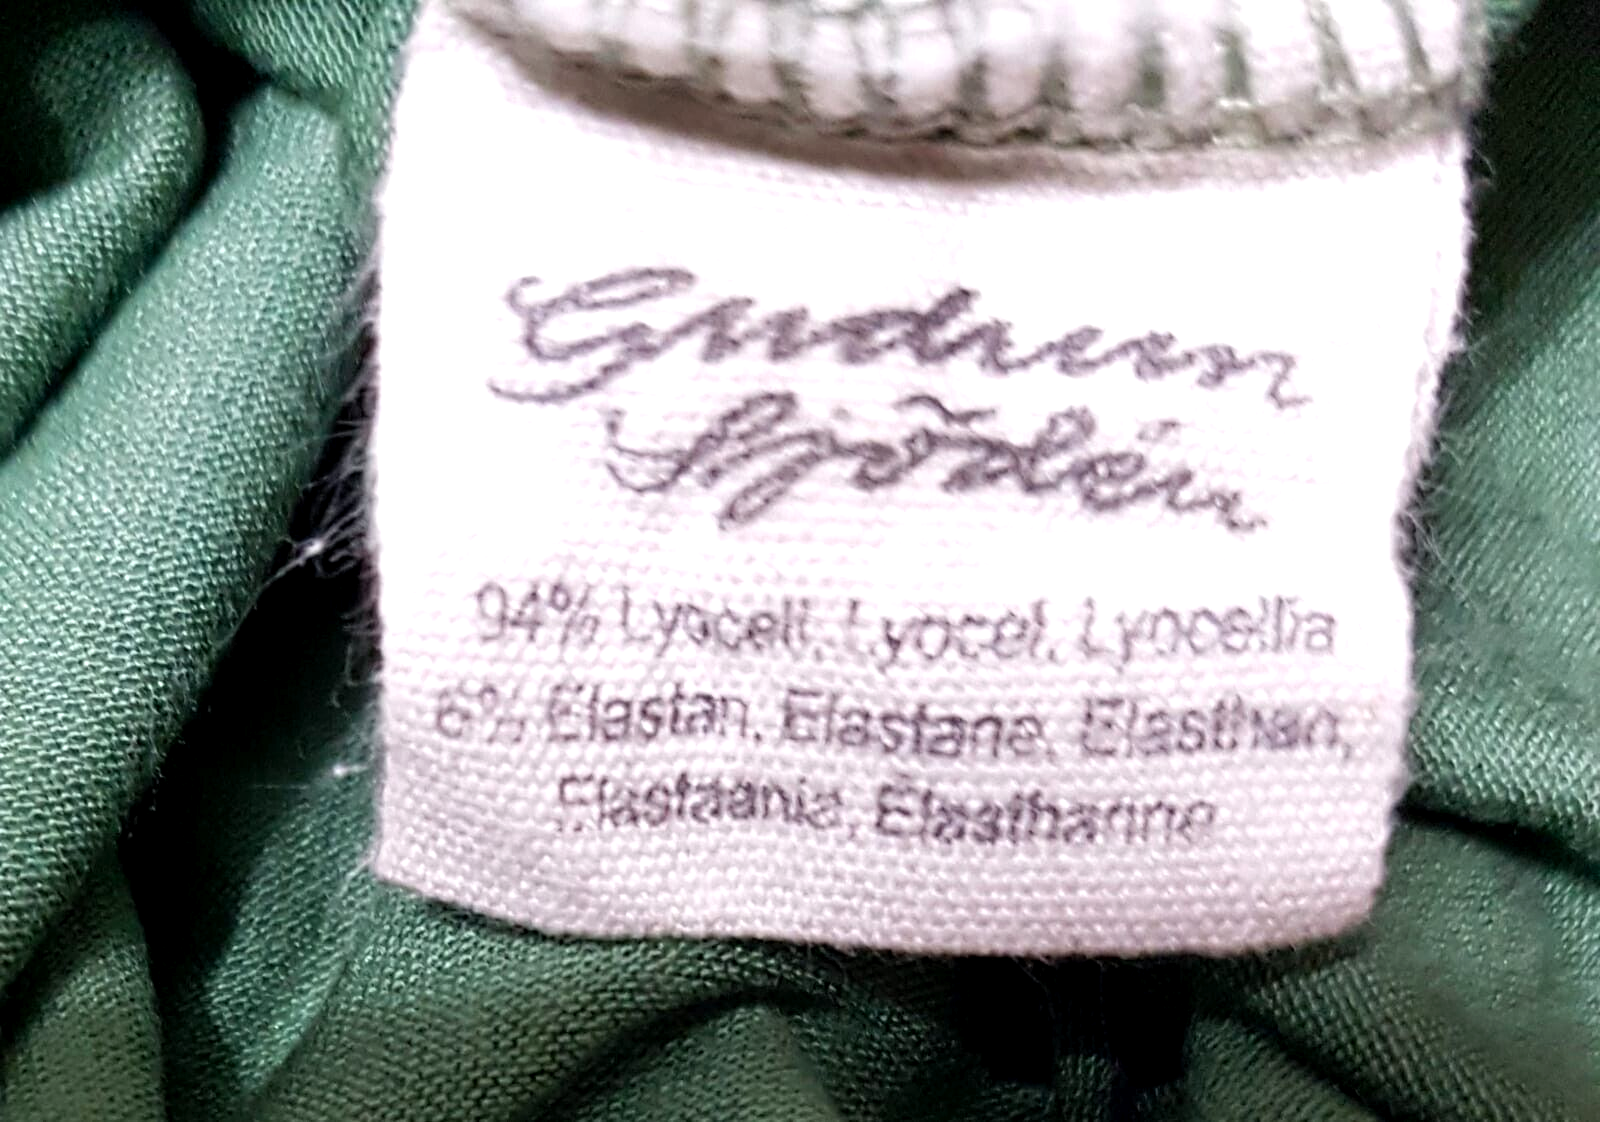 Gudrun
Sjödén
94% Lyocell, Lyocel, Lyocellia
6% Elastan, Elastane, Elasthan,
Elastaania, Elasthanne